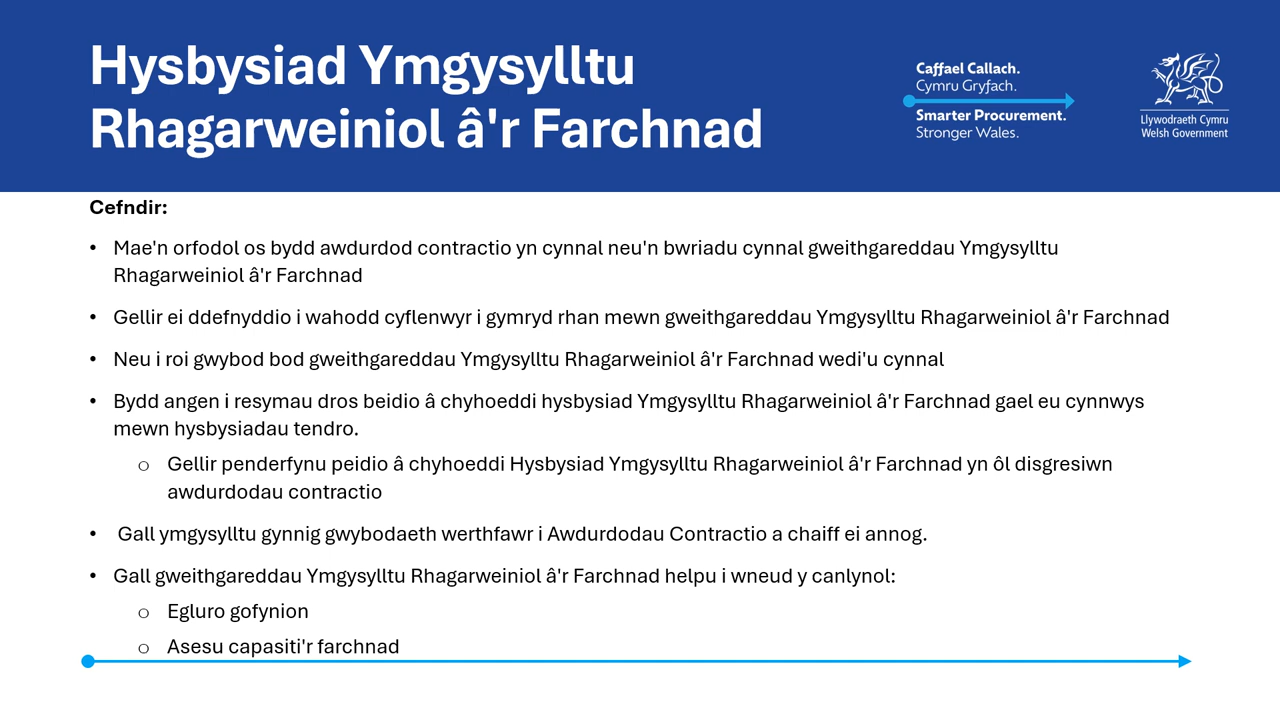 Hysbysiad Ymgysylltu
Rhagarweiniol â'r Farchnad
Caffael Callach.
Cymru Gryfach.
Smarter Procurement.
Stronger Wales.
Llywodraeth Cymru
Welsh Government
Cefndir:
• Mae'n orfodol os bydd awdurdod contractio yn cynnal neu'n bwriadu cynnal gweithgareddau Ymgysylltu
Rhagarweiniol â'r Farchnad
• Gellir ei ddefnyddio i wahodd cyflenwyr i gymryd rhan mewn gweithgareddau Ymgysylltu Rhagarweiniol â'r Farchnad
• Neu i roi gwybod bod gweithgareddau Ymgysylltu Rhagarweiniol â'r Farchnad wedi'u cynnal
• Bydd angen i resymau dros beidio â chyhoeddi hysbysiad Ymgysylltu Rhagarweiniol â'r Farchnad gael eu cynnwys
mewn hysbysiadau tendro.
o Gellir penderfynu peidio â chyhoeddi Hysbysiad Ymgysylltu Rhagarweiniol â'r Farchnad yn ôl disgresiwn
awdurdodau contractio
• Gall ymgysylltu gynnig gwybodaeth werthfawr i Awdurdodau Contractio a chaiff ei annog.
• Gall gweithgareddau Ymgysylltu Rhagarweiniol â'r Farchnad helpu i wneud y canlynol:
o Egluro gofynion
o Asesu capasiti'r farchnad